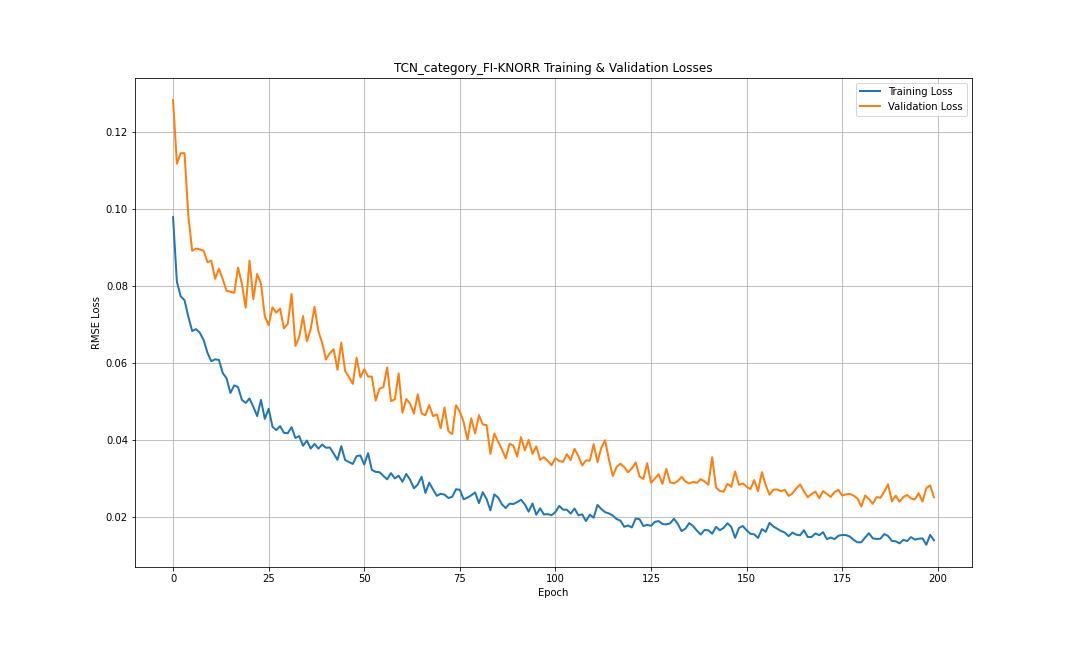 TCN_category_FI-KNORR Training & Validation Losses
Training Loss
Validation Loss
RMSE Loss
0.12
0.10
0.08
0.06
0.04
0.02
0 25 50 75 100 125 150 175 200
Epoch